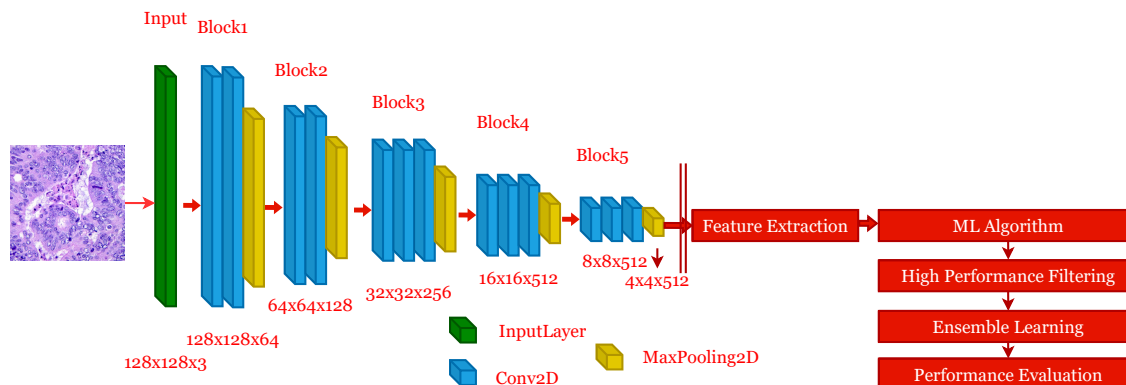 Input
Block1
Block2
Block3
Block4
Block5
128x128x3
128x128x64
64x64x128
32x32x256
16x16x512
8x8x512
4x4x512
Feature Extraction
ML Algorithm
High Performance Filtering
Ensemble Learning
Performance Evaluation
InputLayer
Conv2D
MaxPooling2D